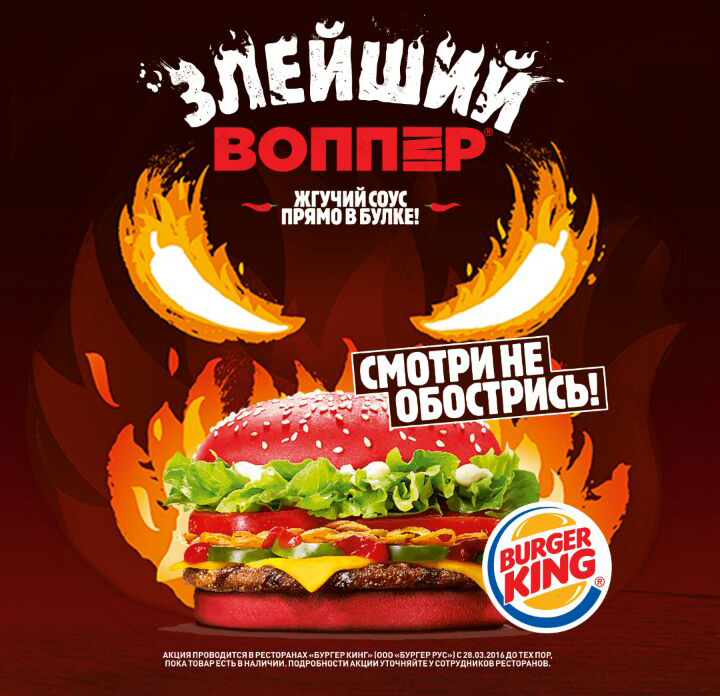 ЗЛЕЙШИЙ
ВОППЕР®
ЖГУЧИЙ СОУС
ПРЯМО В БУЛКЕ!
СМОТРИ НЕ
ОБОСТРИСЬ!
BURGER
KING®
АКЦИЯ ПРОВОДИТСЯ В РЕСТОРАНАХ «БУРГЕР КИНГ» (ООО «БУРГЕР РУС») С 28.03.2016 ДО ТЕХ ПОР,
ПОКА ТОВАР ЕСТЬ В НАЛИЧИИ. ПОДРОБНОСТИ АКЦИИ УТОЧНЯЙТЕ У СОТРУДНИКОВ РЕСТОРАНОВ.